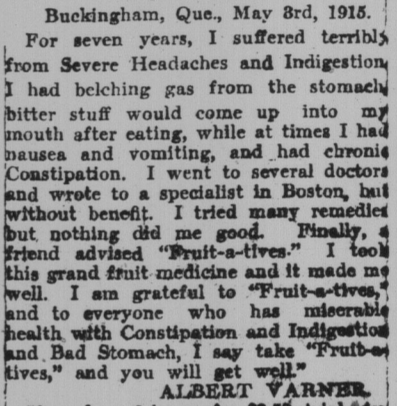 Buckingham, Que., May 3rd, 1915.
For seven years, I suffered terribly
from Severe Headaches and Indigestion
I had belching gas from the stomach
bitter stuff would come up into my
mouth after eating, while at times I had
nausea and vomiting, and had chronic
Constipation. I went to several doctors
and wrote to a specialist in Boston, but
without benefit. I tried many remedies
but nothing did me good. Finally, a
friend advised "Fruit-a-tives." I took
this grand fruit medicine and it made me
well. I am grateful to "Fruit-a-tives,"
and to everyone who has miserable
health with Constipation and Indigestion
and Bad Stomach, I say take "Fruit-a-
tives," and you will get well."
ALBERT VARNER.